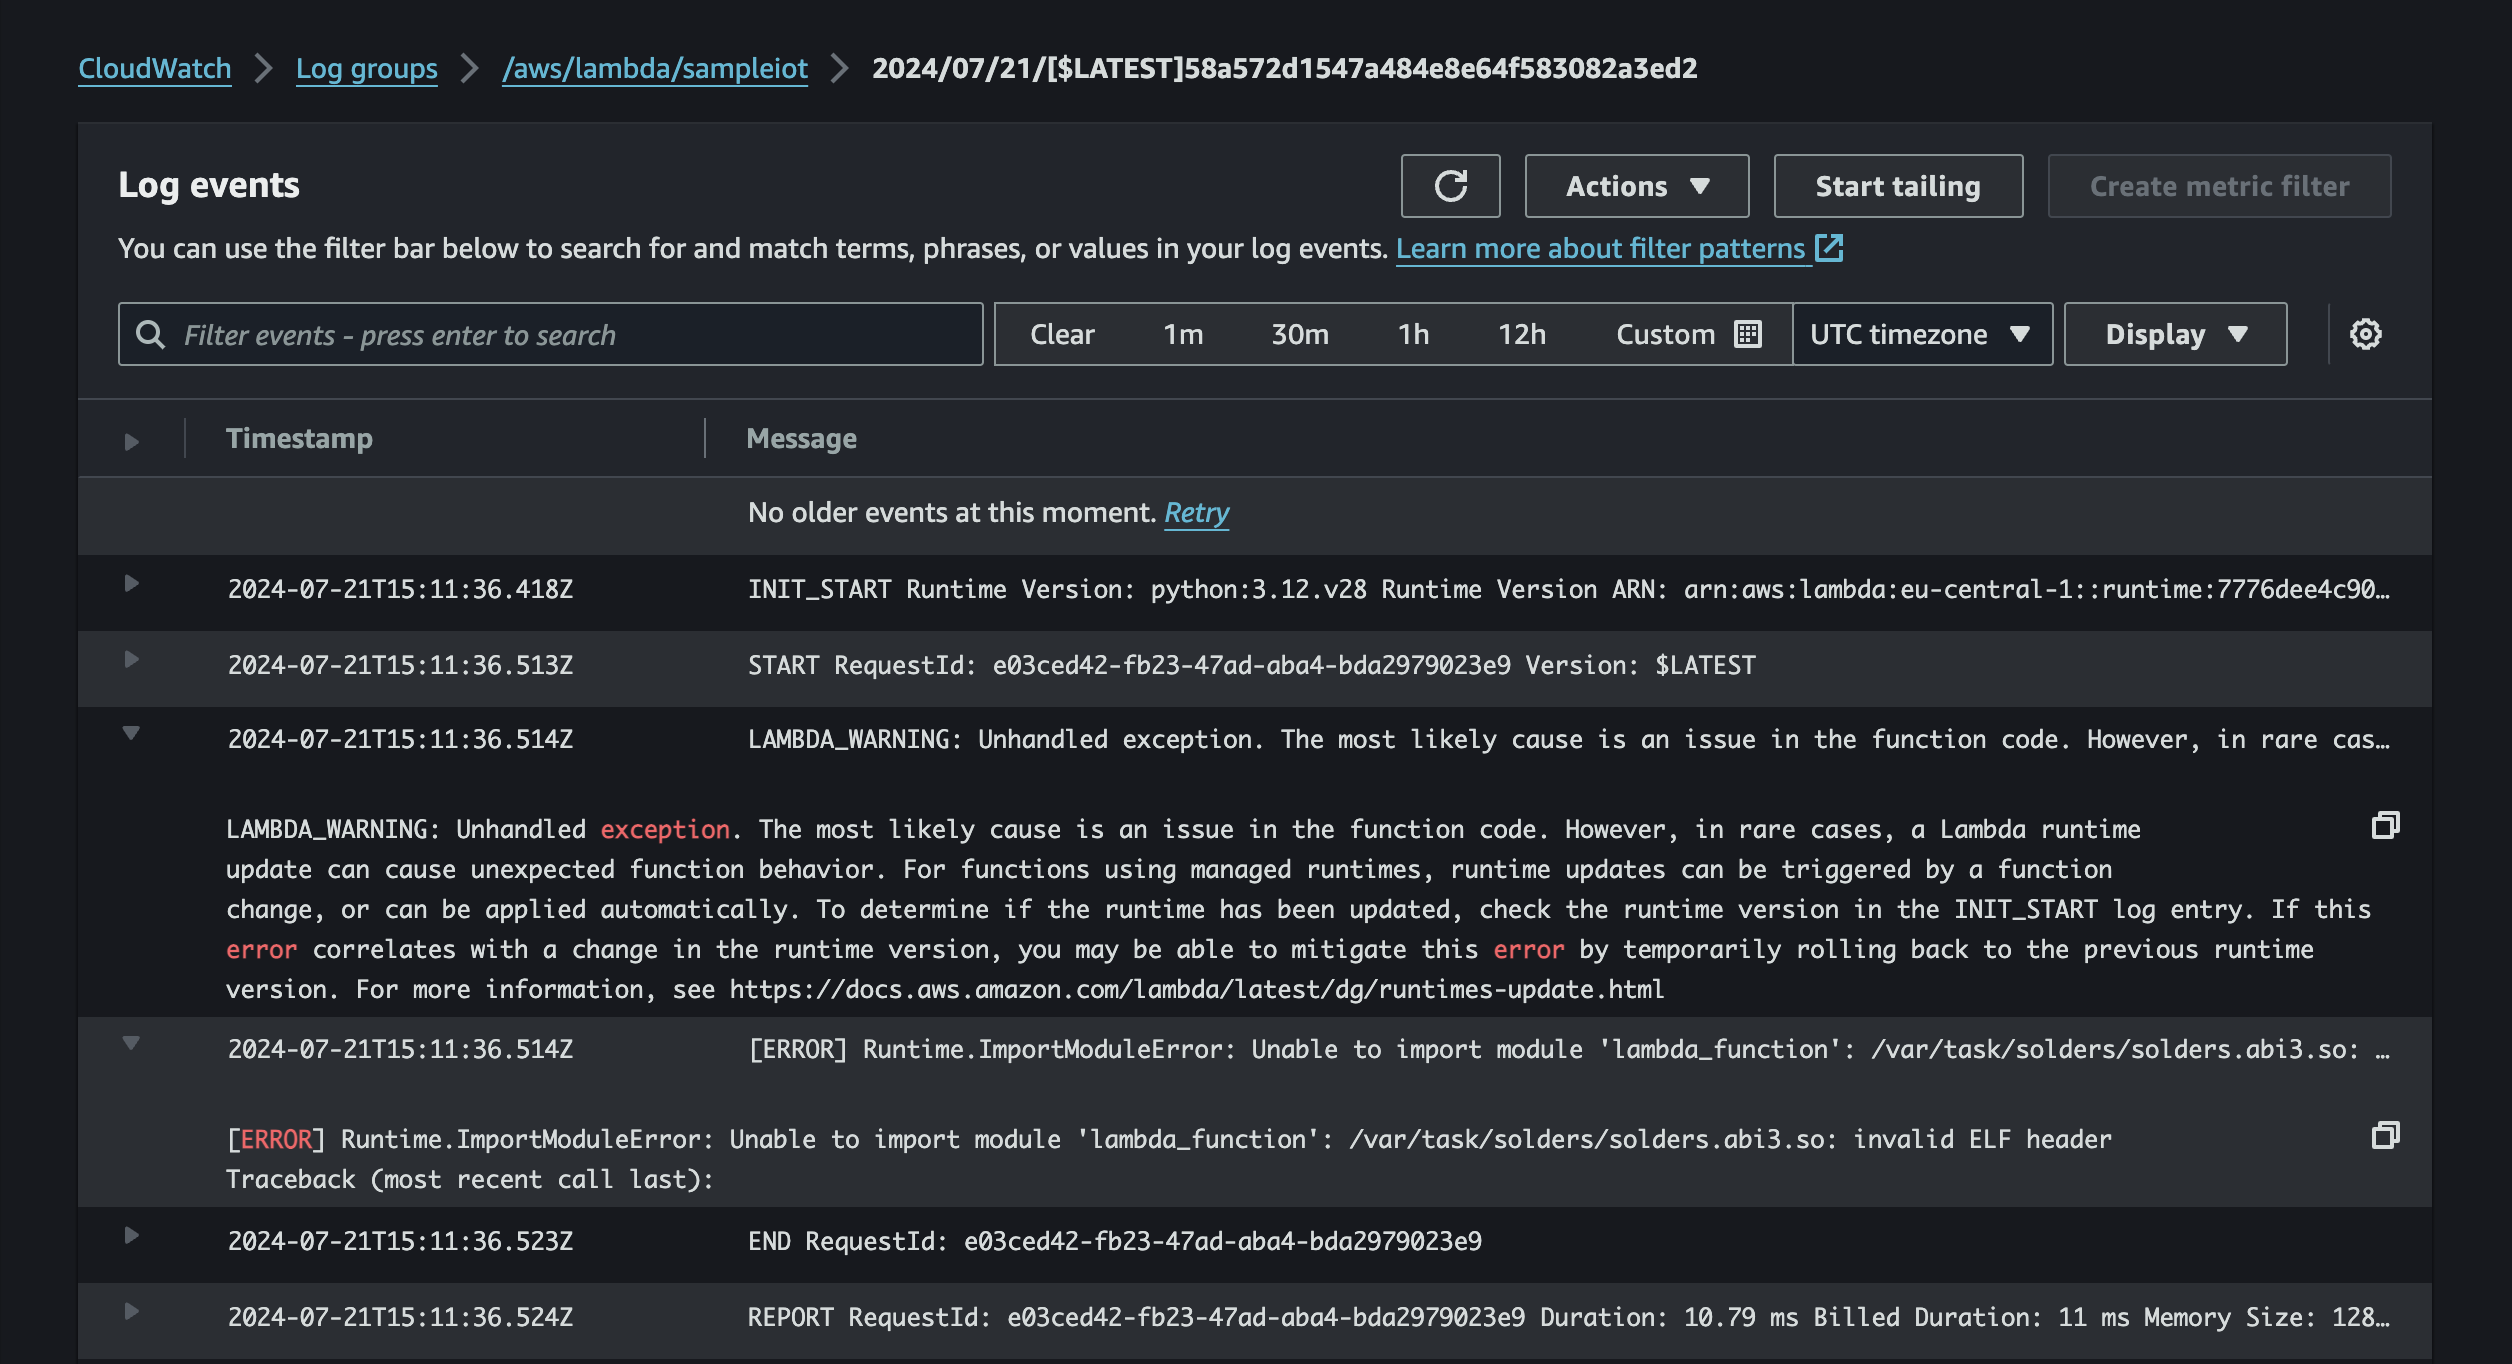 CloudWatch > Log groups > /aws/lambda/sampleiot > 2024/07/21/[$LATEST]58a572d1547a484e8e64f583082a3ed2
Log events
Actions
Start tailing
Create metric filter
You can use the filter bar below to search for and match terms, phrases, or values in your log events. Learn more about filter patterns
Filter events - press enter to search
Clear 1m 30m 1h 12h Custom
UTC timezone
Display
Timestamp Message
No older events at this moment. Retry
2024-07-21T15:11:36.418Z INIT_START Runtime Version: python:3.12.v28 Runtime Version ARN: arn:aws:lambda:eu-central-1::runtime:7776dee4c90…
2024-07-21T15:11:36.513Z START RequestId: e03ced42-fb23-47ad-aba4-bda2979023e9 Version: $LATEST
2024-07-21T15:11:36.514Z LAMBDA_WARNING: Unhandled exception. The most likely cause is an issue in the function code. However, in rare cas…
LAMBDA_WARNING: Unhandled exception. The most likely cause is an issue in the function code. However, in rare cases, a Lambda runtime
update can cause unexpected function behavior. For functions using managed runtimes, runtime updates can be triggered by a function
change, or can be applied automatically. To determine if the runtime has been updated, check the runtime version in the INIT_START log entry. If this
error correlates with a change in the runtime version, you may be able to mitigate this error by temporarily rolling back to the previous runtime
version. For more information, see https://docs.aws.amazon.com/lambda/latest/dg/runtimes-update.html
2024-07-21T15:11:36.514Z [ERROR] Runtime.ImportModuleError: Unable to import module 'lambda_function': /var/task/solders/solders.abi3.so: …
[ERROR] Runtime.ImportModuleError: Unable to import module 'lambda_function': /var/task/solders/solders.abi3.so: invalid ELF header
Traceback (most recent call last):
2024-07-21T15:11:36.523Z END RequestId: e03ced42-fb23-47ad-aba4-bda2979023e9
2024-07-21T15:11:36.524Z REPORT RequestId: e03ced42-fb23-47ad-aba4-bda2979023e9 Duration: 10.79 ms Billed Duration: 11 ms Memory Size: 128…